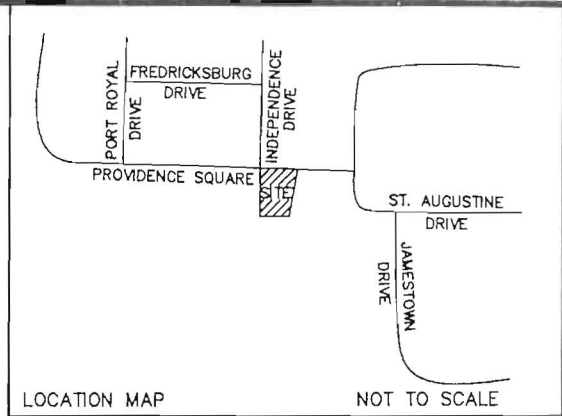 PORT ROYAL
DRIVE
FREDRICKSBURG
DRIVE
INDEPENDENCE
DRIVE
PROVIDENCE SQUARE
SITE
ST. AUGUSTINE
DRIVE
JAMESTOWN
DRIVE
LOCATION MAP
NOT TO SCALE